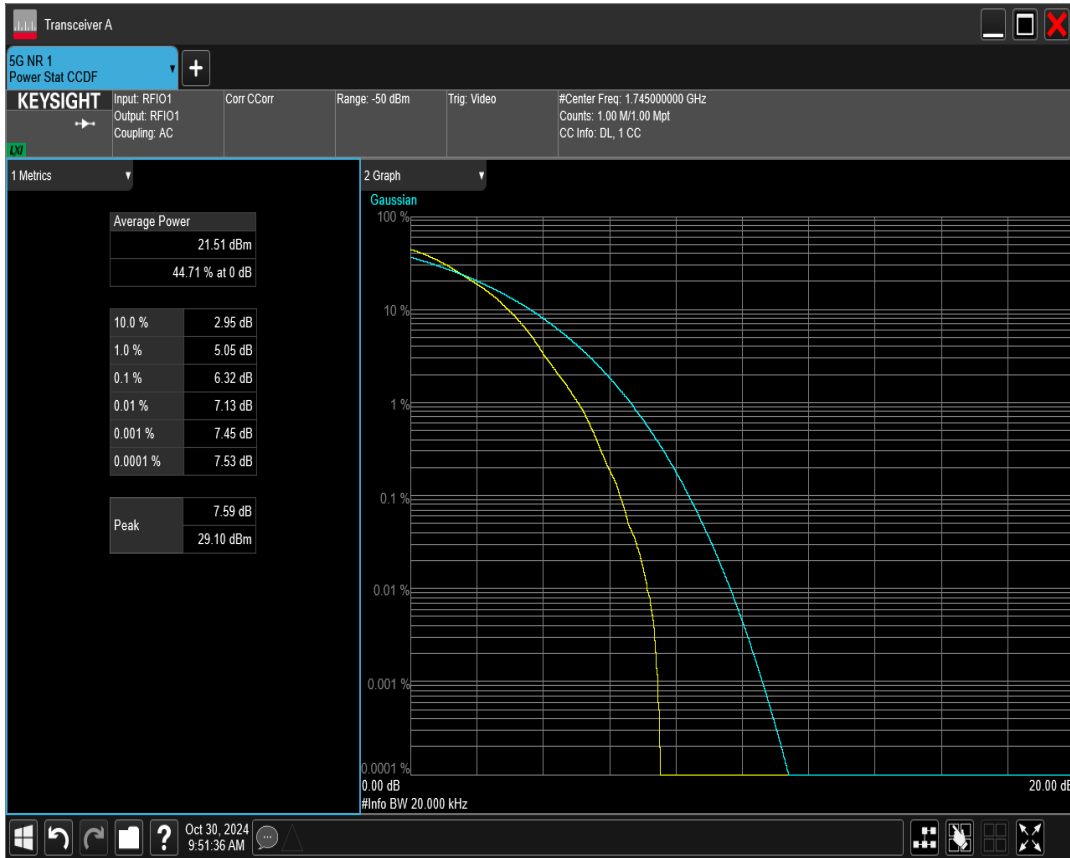 Transceiver A
5G NR 1
Power Stat CCDF
+
KEYSIGHT
LXI
Input: RFIO1
Output: RFIO1
Coupling: AC
Corr CCorr
Range: -50 dBm
Trig: Video
#Center Freq: 1.745000000 GHz
Counts: 1.00 M/1.00 Mpt
CC Info: DL, 1 CC
1 Metrics
Average Power
21.51 dBm
44.71 % at 0 dB
10.0 % 2.95 dB
1.0 % 5.05 dB
0.1 % 6.32 dB
0.01 % 7.13 dB
0.001 % 7.45 dB
0.0001 % 7.53 dB
Peak
7.59 dB
29.10 dBm
2 Graph
Gaussian
100 %
10 %
1 %
0.1 %
0.01 %
0.001 %
0.0001 %
0.00 dB
20.00 dB
#Info BW 20.000 kHz
?
Oct 30, 2024
9:51:36 AM